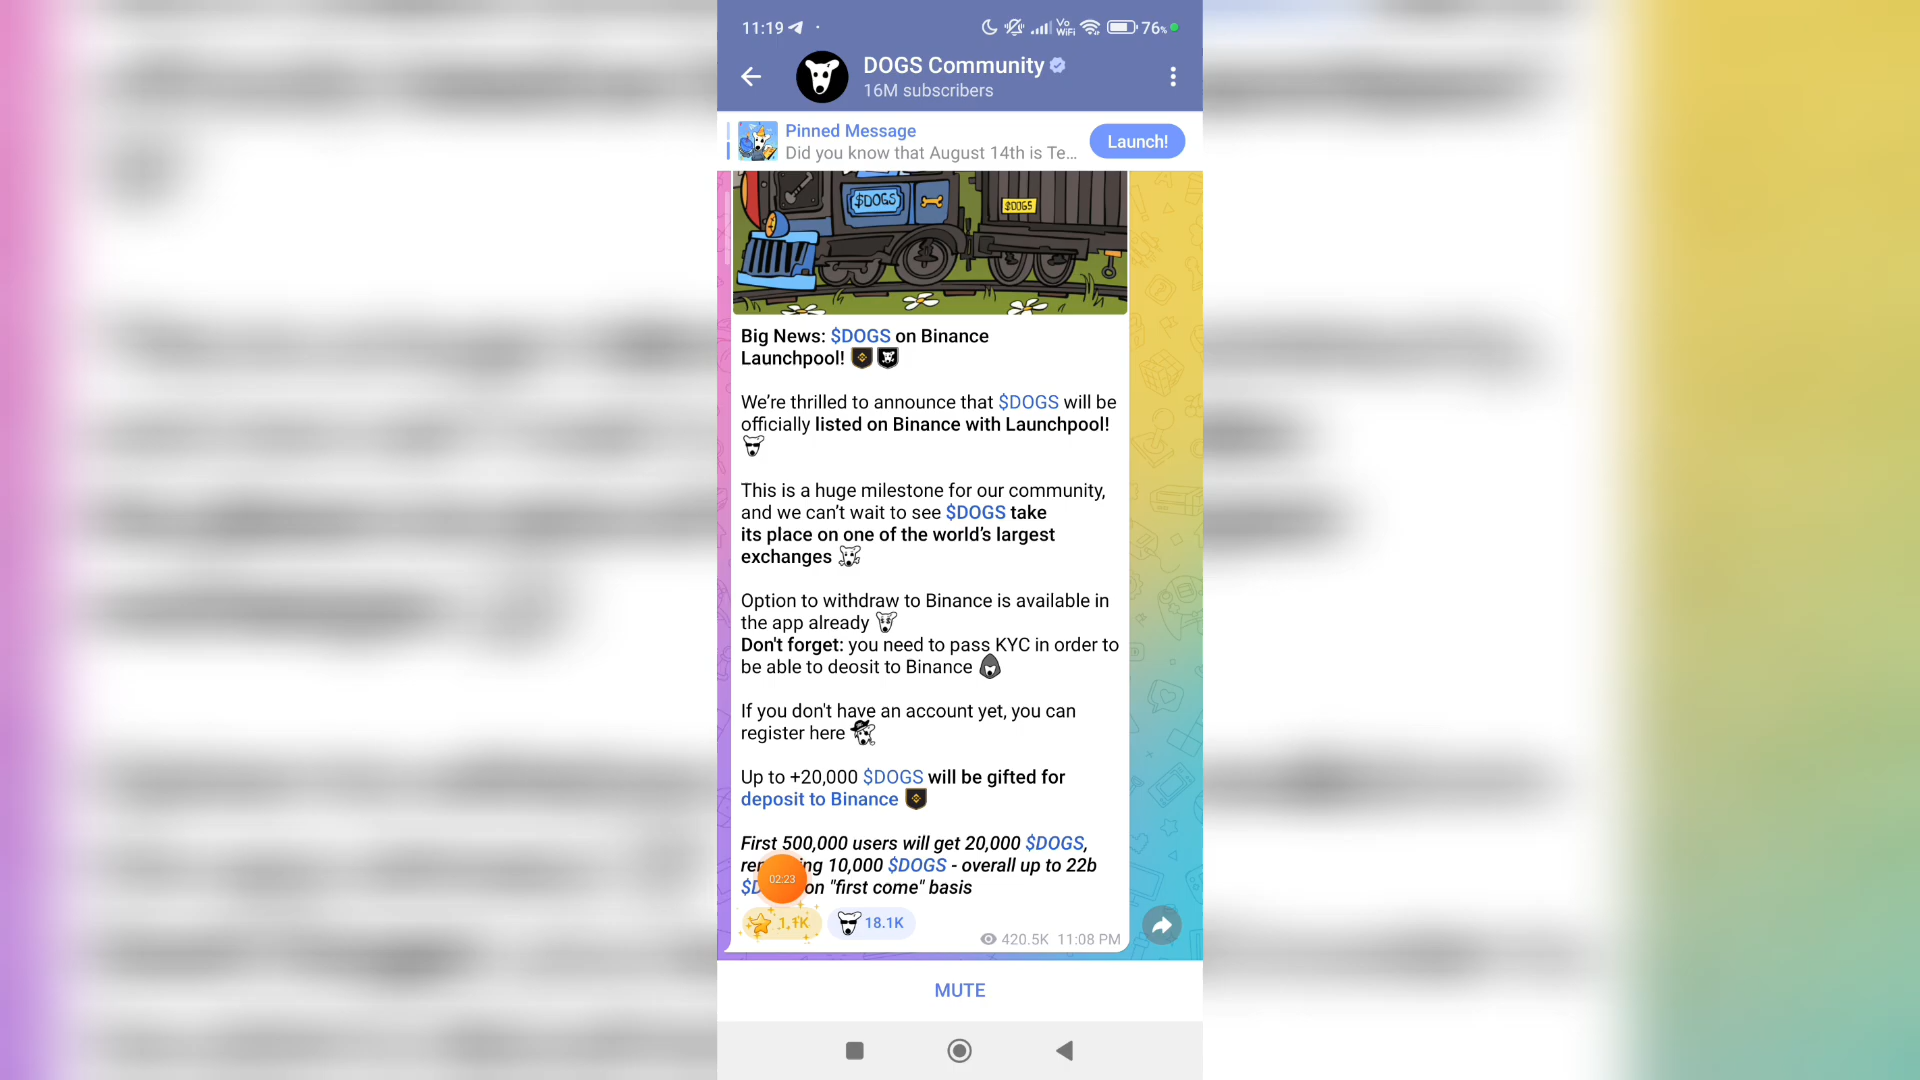 11:19
Vo
WiFi
76%
DOGS Community
16M subscribers
Pinned Message
Did you know that August 14th is Te...
Launch!
$DOGS
$DOGS
Big News: $DOGS on Binance
Launchpool!
We're thrilled to announce that $DOGS will be
officially listed on Binance with Launchpool!
This is a huge milestone for our community,
and we can't wait to see $DOGS take
its place on one of the world's largest
exchanges
Option to withdraw to Binance is available in
the app already
Don't forget: you need to pass KYC in order to
be able to deosit to Binance
If you don't have an account yet, you can
register here
Up to +20,000 $DOGS will be gifted for
deposit to Binance
First 500,000 users will get 20,000 $DOGS,
10,000 $DOGS - overall up to 22b
on "first come" basis
02:23
18.1K
420.5K 11:08 PM
MUTE